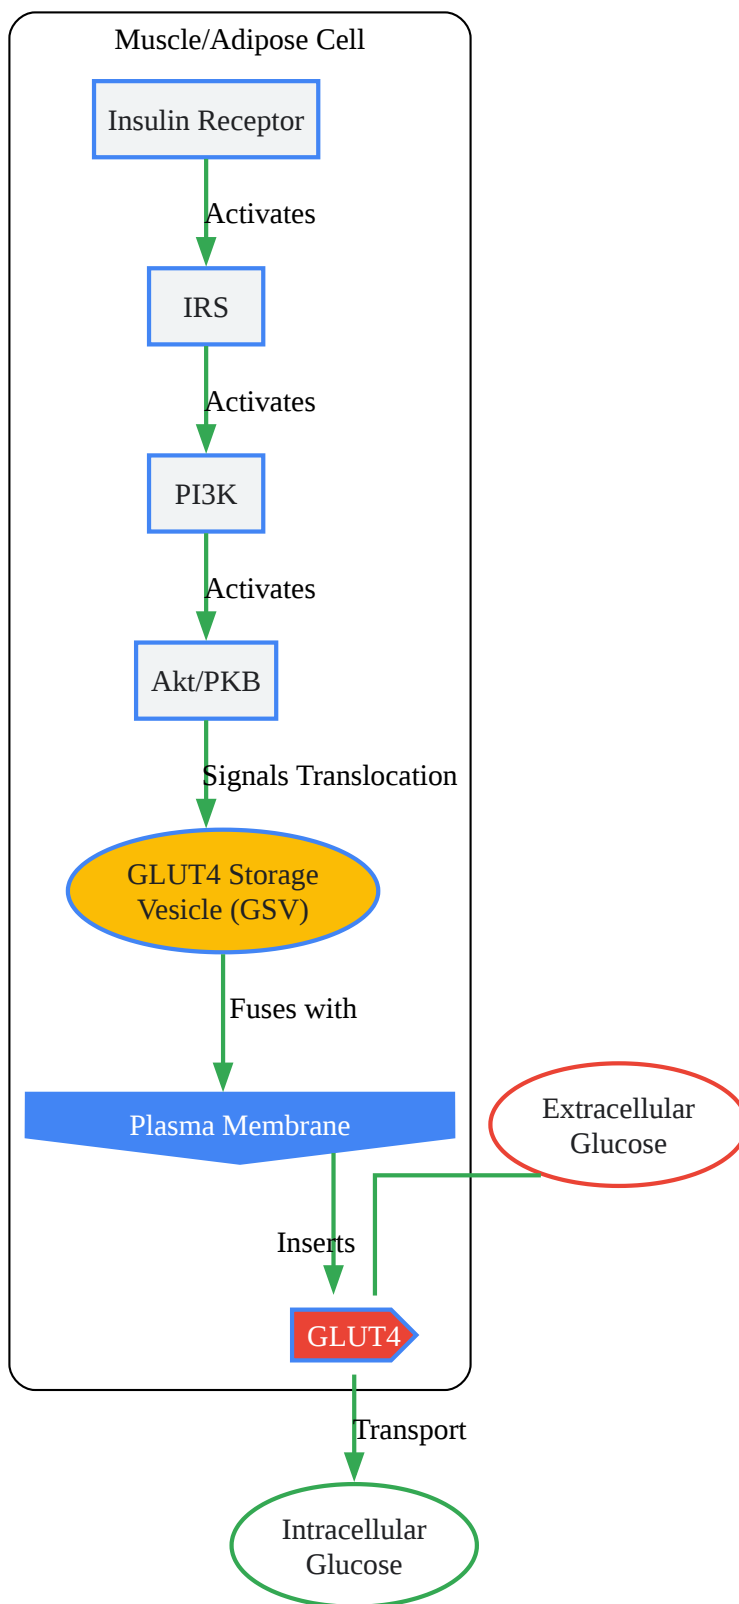 Muscle/Adipose Cell
Insulin Receptor
Activates
IRS
Activates
PI3K
Activates
Akt/PKB
Signals Translocation
GLUT4 Storage
Vesicle (GSV)
Fuses with
Plasma Membrane
Extracellular
Glucose
Inserts
GLUT4
Transport
Intracellular
Glucose